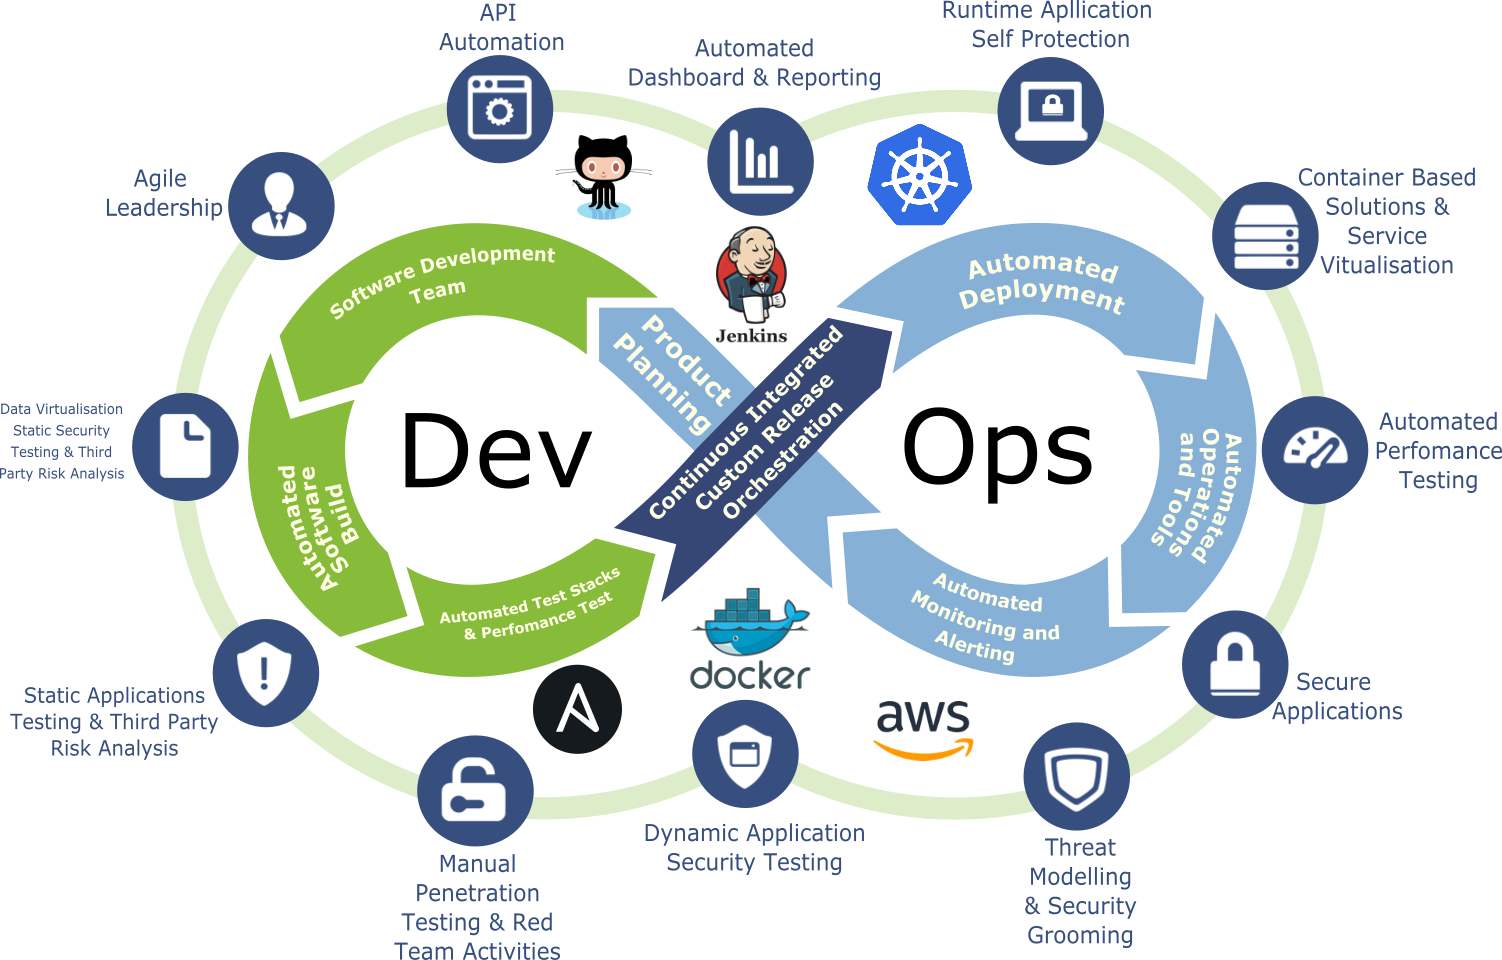 API
Automation
Automated
Dashboard & Reporting
Runtime Apllication
Self Protection
Agile
Leadership
Container Based
Solutions &
Service
Vitualisation
Software Development
Team
Jenkins
Automated
Deployment
Product
Planning
Continuous Integrated
Custom Release
Orchestration
Dev
Ops
Data Virtualisation
Static Security
Testing & Third
Party Risk Analysis
Automated
Perfomance
Testing
Automated
Software
Build
Automated
Operations
and Tools
Automated Test Stacks
& Perfomance Test
Automated
Monitoring and
Alerting
docker
aws
Static Applications
Testing & Third Party
Risk Analysis
Secure
Applications
Manual
Penetration
Testing & Red
Team Activities
Dynamic Application
Security Testing
Threat
Modelling
& Security
Grooming